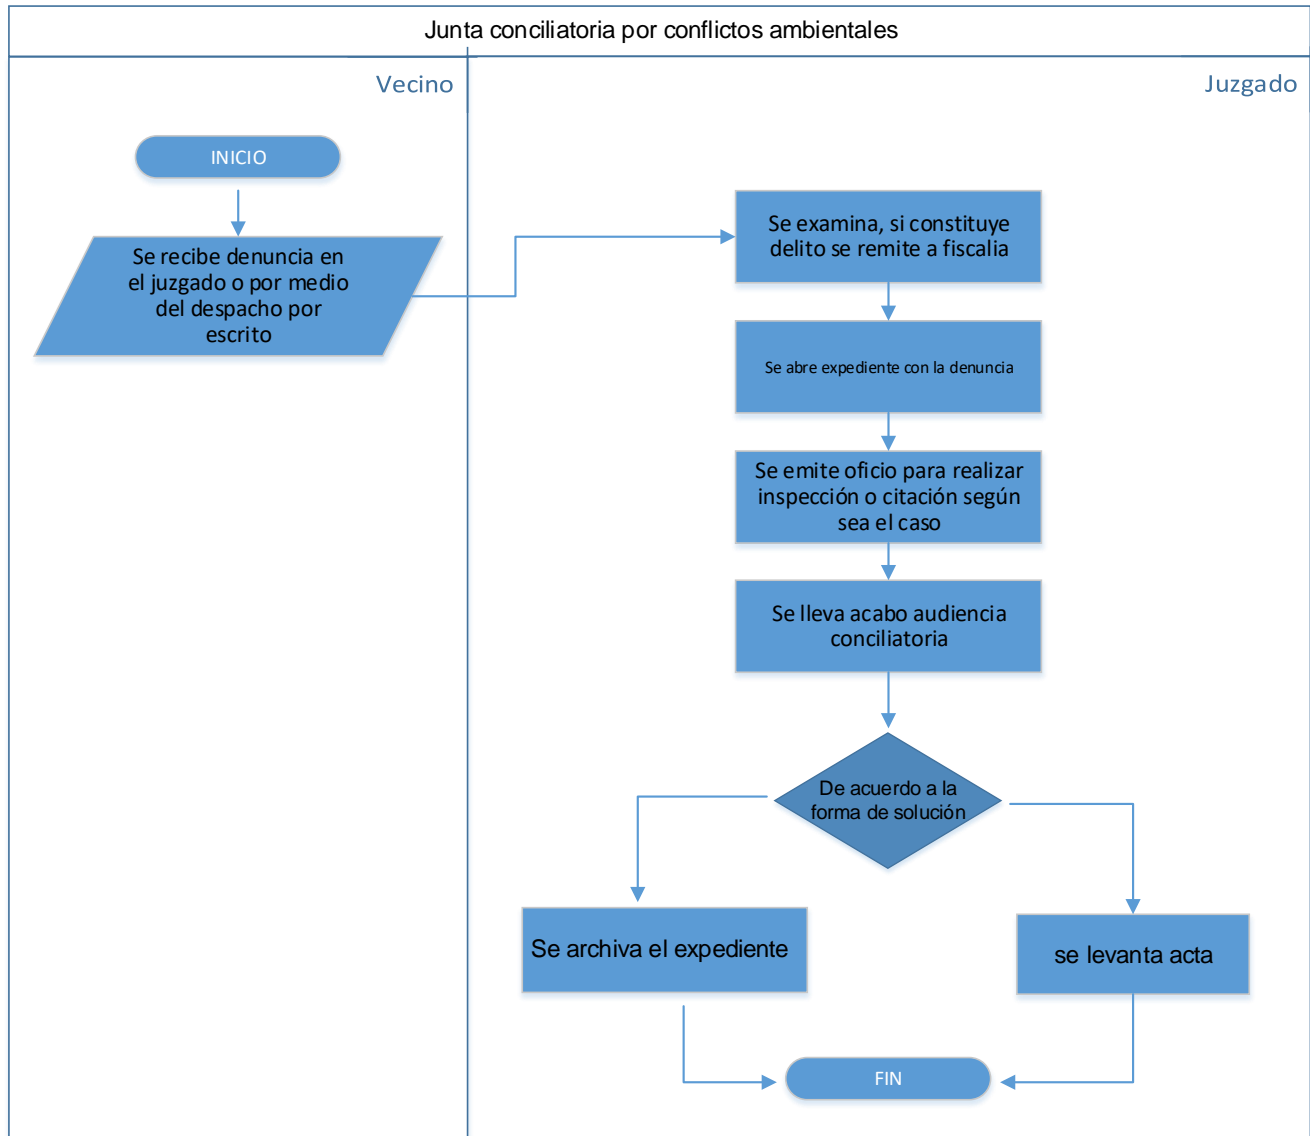 Junta conciliatoria por conflictos ambientales
Vecino
Juzgado
INICIO
Se recibe denuncia en
el juzgado o por medio
del despacho por
escrito
Se examina, si constituye
delito se remite a fiscalia
Se abre expediente con la denuncia
Se emite oficio para realizar
inspección o citación según
sea el caso
Se lleva acabo audiencia
conciliatoria
De acuerdo a la
forma de solución
Se archiva el expediente
se levanta acta
FIN